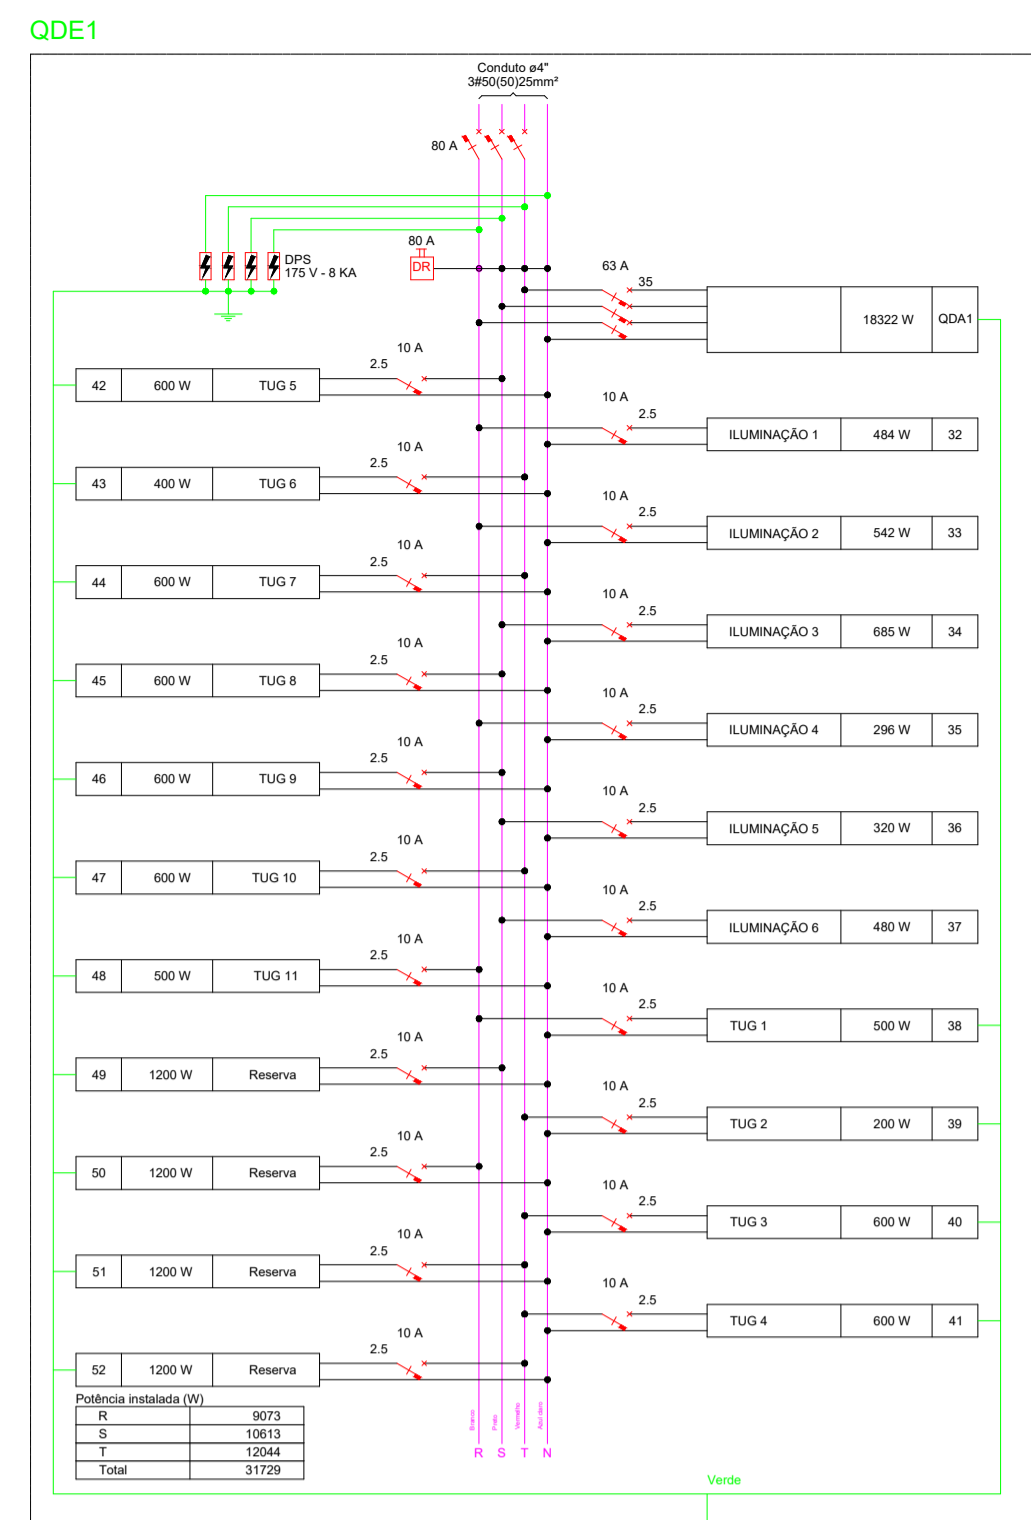 QDE1
Conduto ø4"
3#50(50)25mm²
80 A
DPS
175 V - 8 KA
80 A
DR
63 A
35
18322 W QDA1
10 A
2.5
42 600 W TUG 5
10 A
2.5
ILUMINAÇÃO 1 484 W 32
10 A
2.5
43 400 W TUG 6
10 A
2.5
ILUMINAÇÃO 2 542 W 33
10 A
2.5
44 600 W TUG 7
10 A
2.5
ILUMINAÇÃO 3 685 W 34
10 A
2.5
45 600 W TUG 8
10 A
2.5
ILUMINAÇÃO 4 296 W 35
10 A
2.5
46 600 W TUG 9
10 A
2.5
ILUMINAÇÃO 5 320 W 36
10 A
2.5
47 600 W TUG 10
10 A
2.5
ILUMINAÇÃO 6 480 W 37
10 A
2.5
48 500 W TUG 11
10 A
2.5
TUG 1 500 W 38
10 A
2.5
49 1200 W Reserva
10 A
2.5
TUG 2 200 W 39
10 A
2.5
50 1200 W Reserva
10 A
2.5
TUG 3 600 W 40
10 A
2.5
51 1200 W Reserva
10 A
2.5
TUG 4 600 W 41
10 A
2.5
52 1200 W Reserva
Potência instalada (W)
R 9073
S 10613
T 12044
Total 31729
Branco
Preto
Vermelho
Azul claro
R S T N
Verde